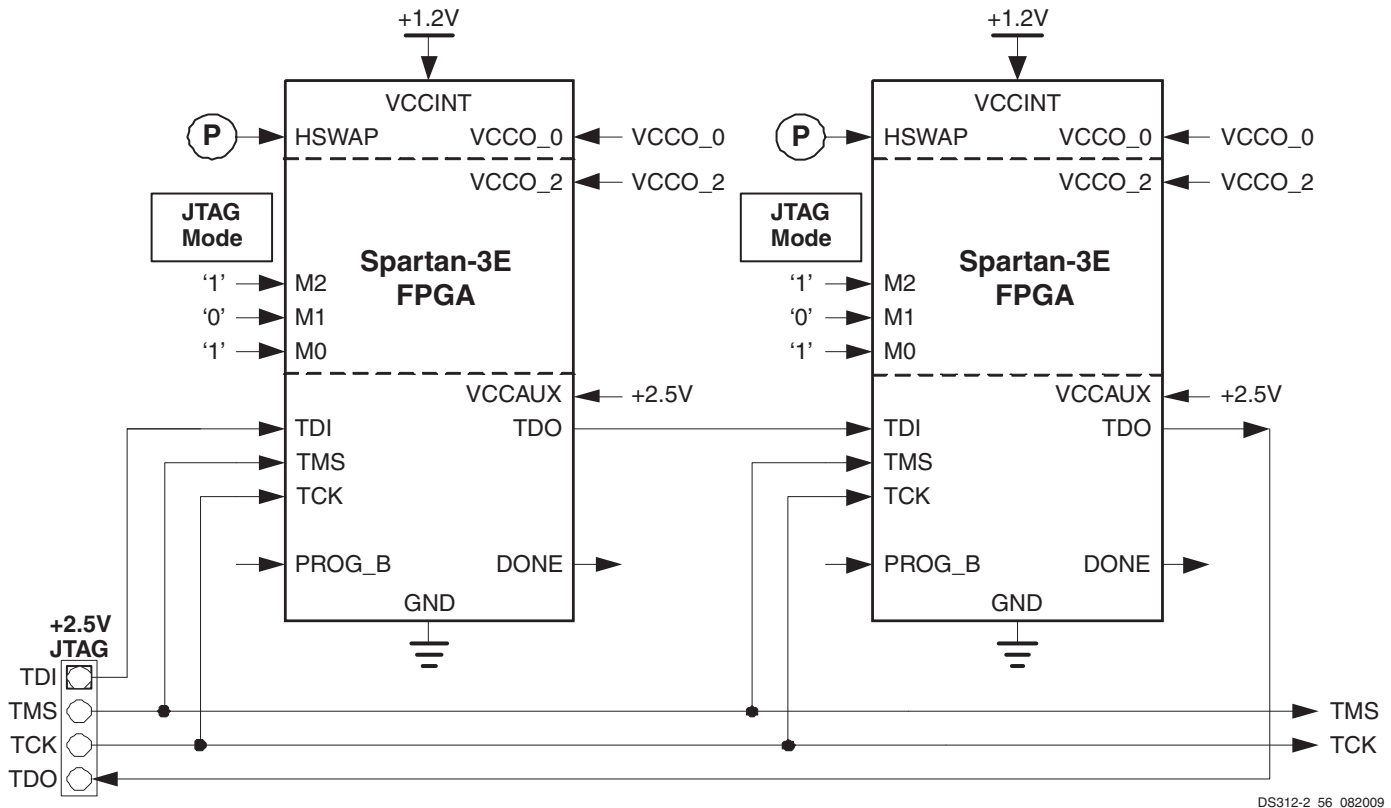 +1.2V
+1.2V
VCCINT
VCCINT
P
HSWAP
VCCO_0
VCCO_0
P
HSWAP
VCCO_0
VCCO_0
VCCO_2
VCCO_2
VCCO_2
VCCO_2
JTAG
Mode
JTAG
Mode
Spartan-3E
FPGA
Spartan-3E
FPGA
‘1’
M2
‘1’
M2
‘0’
M1
‘0’
M1
‘1’
M0
‘1’
M0
VCCAUX
+2.5V
VCCAUX
+2.5V
TDI
TDO
TDI
TDO
TMS
TMS
TCK
TCK
PROG_B
DONE
PROG_B
DONE
GND
GND
+2.5V
JTAG
TDI
TMS
TMS
TCK
TCK
TDO
DS312-2_56_082009